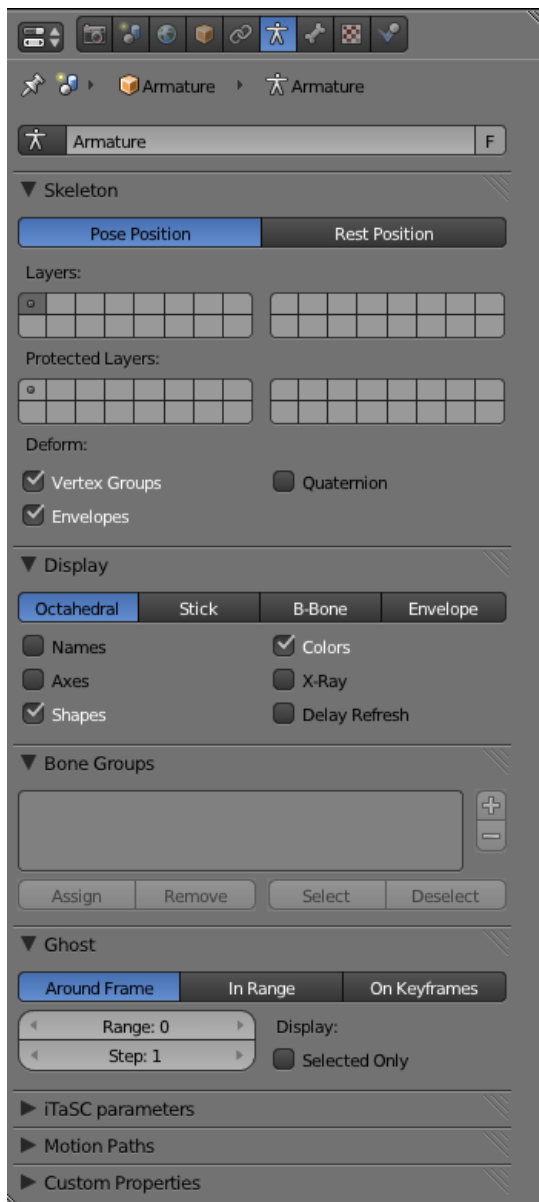 Armature Armature
Armature F
Skeleton
Pose Position Rest Position
Layers:
Protected Layers:
Deform:
Vertex Groups Quaternion
Envelopes
Display
Octahedral Stick B-Bone Envelope
Names Colors
Axes X-Ray
Shapes Delay Refresh
Bone Groups
Assign Remove Select Deselect
Ghost
Around Frame In Range On Keyframes
Range: 0 Display:
Step: 1 Selected Only
iTaSC parameters
Motion Paths
Custom Properties